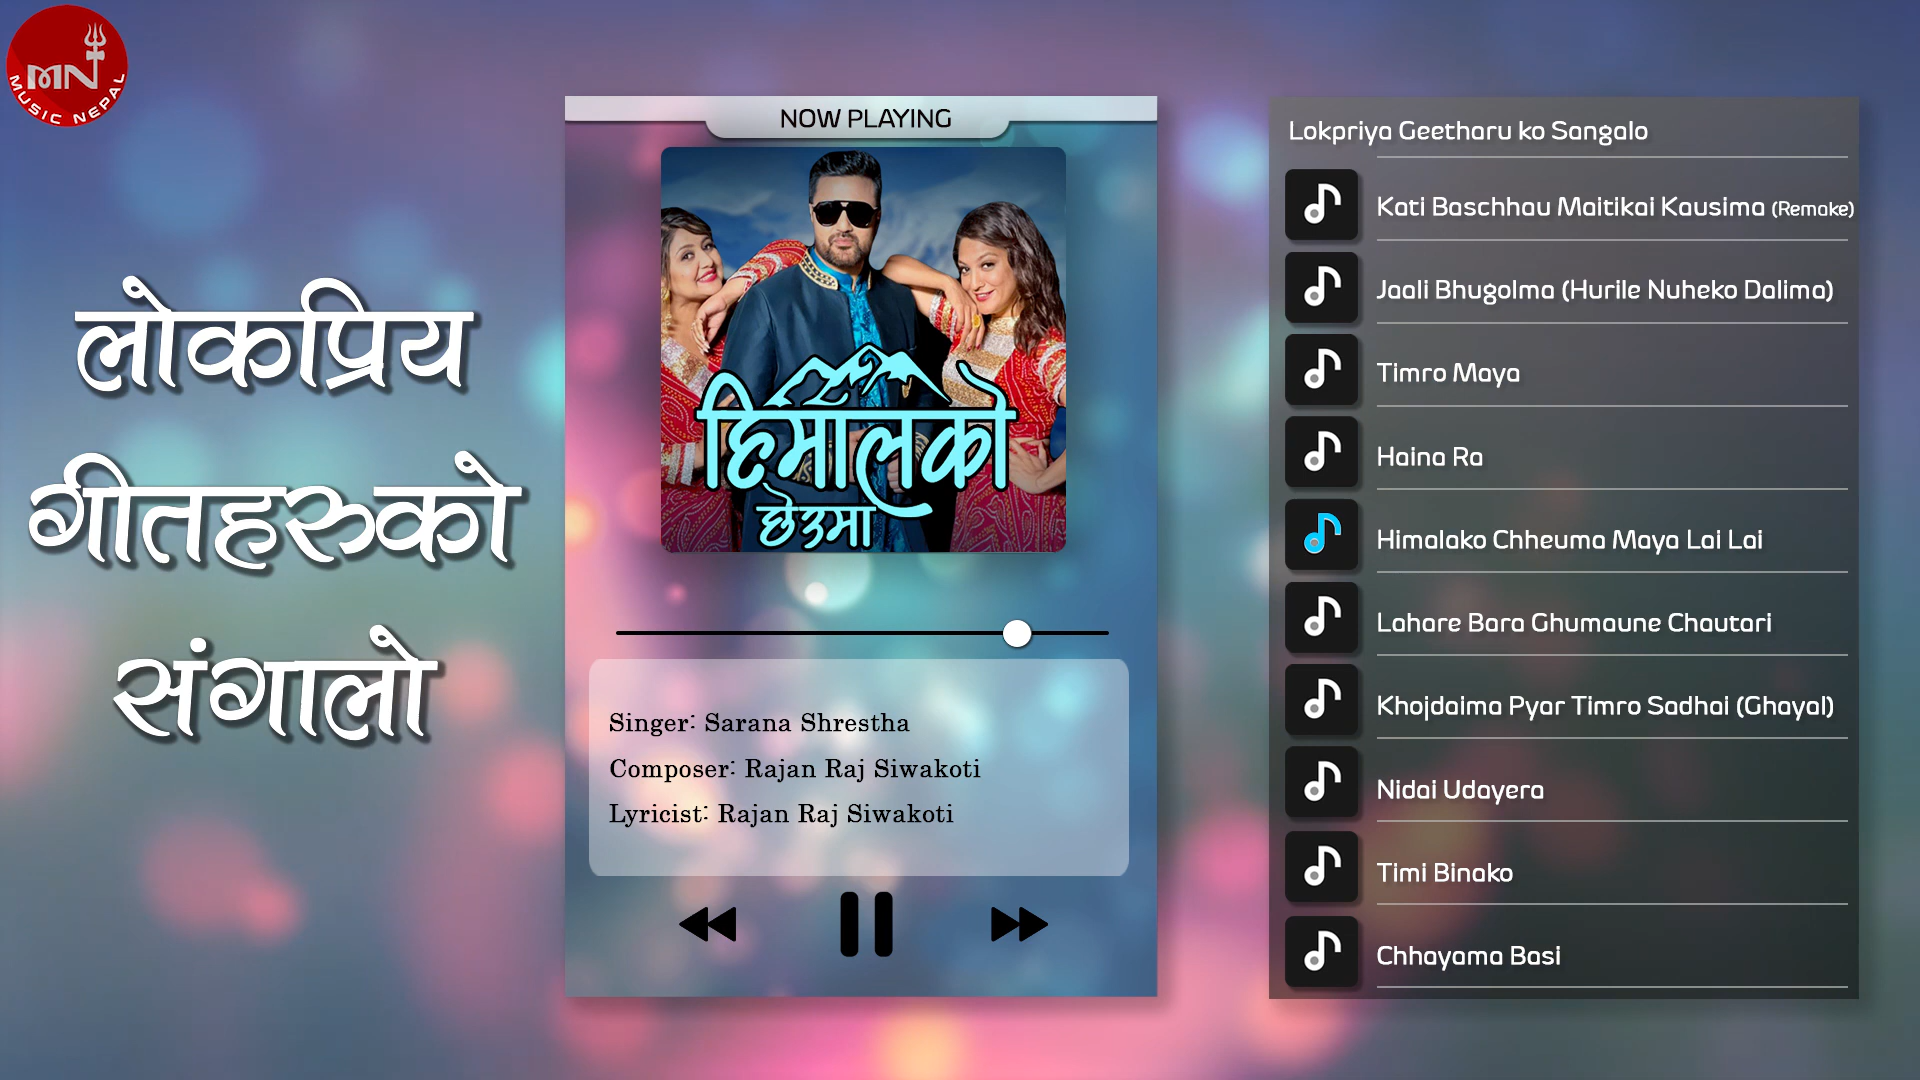 MN
MUSIC NEPAL
लोकप्रिय
गीतहरुको
संगालो
NOW PLAYING
हिमालको
छेउमा
Singer: Sarana Shrestha
Composer: Rajan Raj Siwakoti
Lyricist: Rajan Raj Siwakoti
Lokpriya Geetharu ko Sangalo
Kati Baschhau Maitikai Kausima (Remake)
Jaali Bhugolma (Hurile Nuheko Dalima)
Timro Maya
Haina Ra
Himalako Chheuma Maya Lai Lai
Lahare Bara Ghumaune Chautari
Khojdaima Pyar Timro Sadhai (Ghayal)
Nidai Udayera
Timi Binako
Chhayama Basi